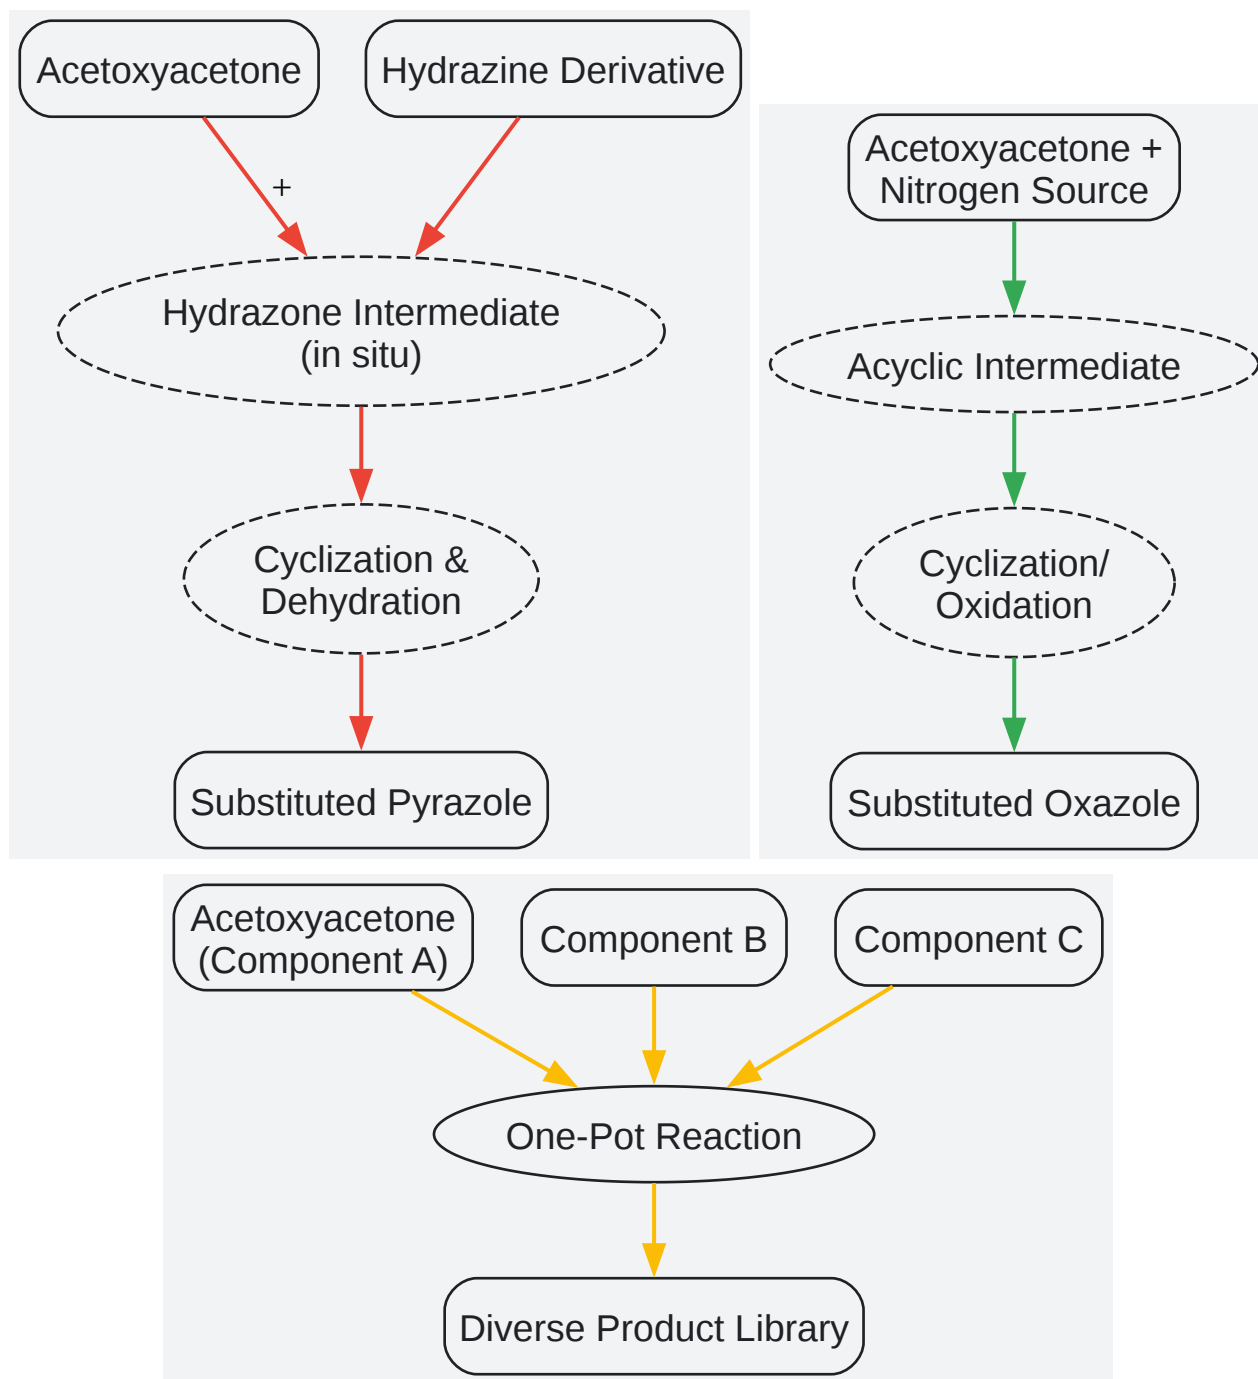 Acetoxyacetone
Hydrazine Derivative
+
Hydrazone Intermediate
(in situ)
Cyclization &
Dehydration
Substituted Pyrazole
Acetoxyacetone +
Nitrogen Source
Acyclic Intermediate
Cyclization/
Oxidation
Substituted Oxazole
Acetoxyacetone
(Component A)
Component B
Component C
One-Pot Reaction
Diverse Product Library